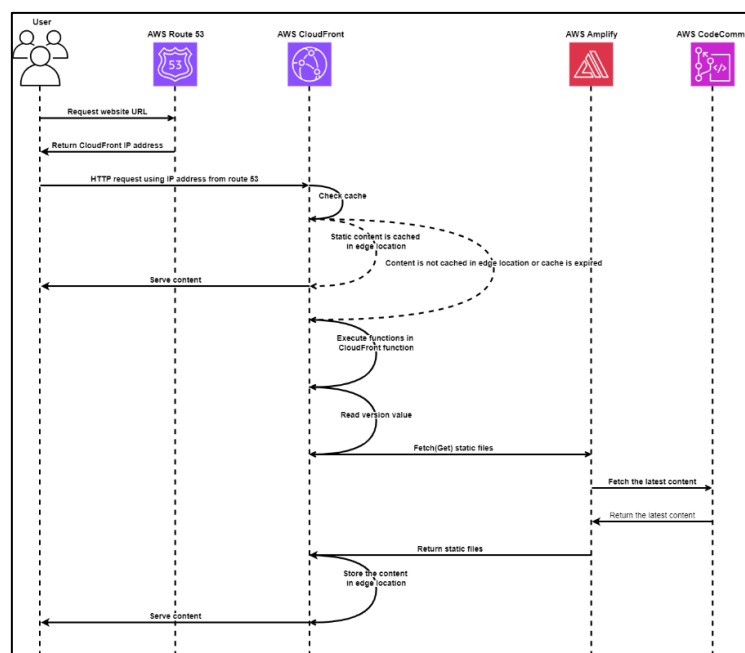 User
AWS Route 53
AWS CloudFront
AWS Amplify
AWS CodeComm
53
Request website URL
Return CloudFront IP address
HTTP request using IP address from route 53
Check cache
Static content is cached
in edge location
Content is not cached in edge location or cache is expired
Serve content
Execute functions in
CloudFront function
Read version value
Fetch(Get) static files
Fetch the latest content
Return the latest content
Return static files
Store the content
in edge location
Serve content